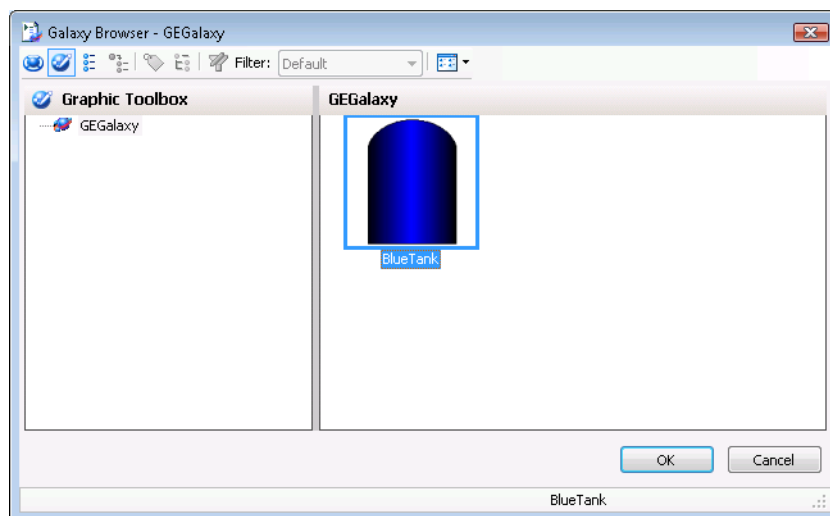 Galaxy Browser - GEGalaxy
Filter: Default
Graphic Toolbox
GEGalaxy
GEGalaxy
BlueTank
OK
Cancel
BlueTank